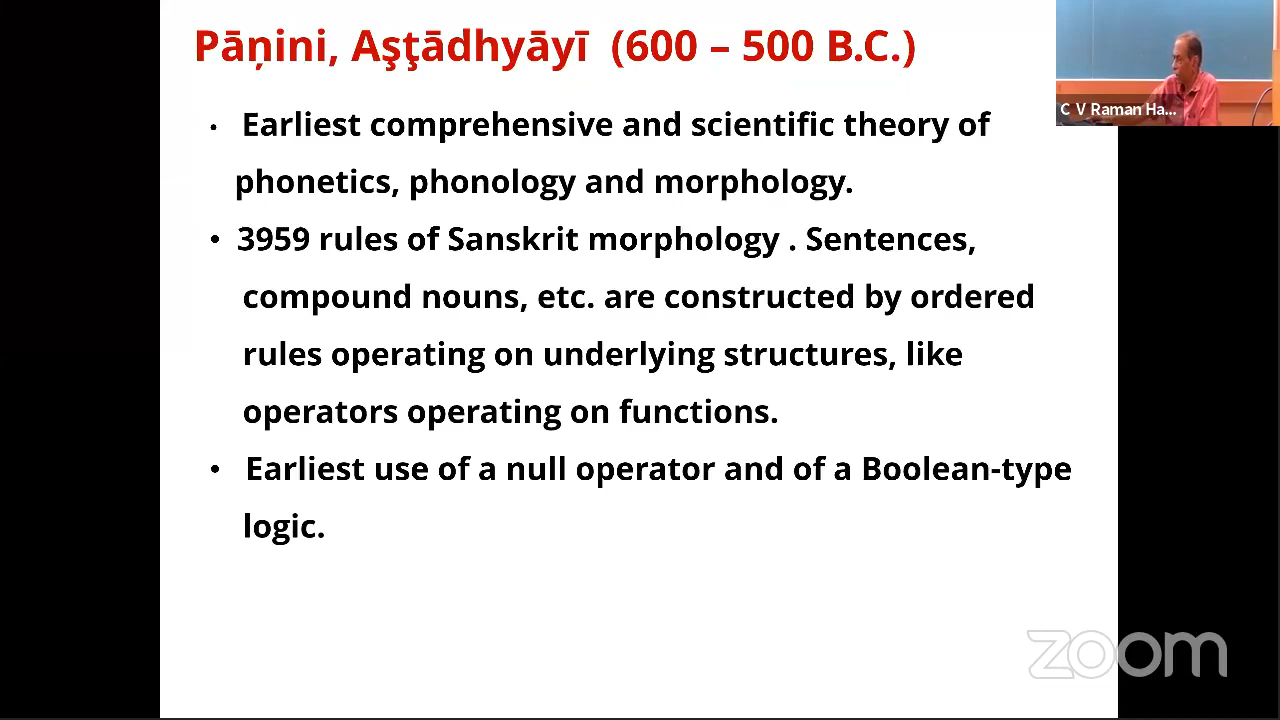 Pāṇini, Aşţādhyāyī (600 – 500 B.C.)
C V Raman Ha...
• Earliest comprehensive and scientific theory of
phonetics, phonology and morphology.
• 3959 rules of Sanskrit morphology . Sentences,
compound nouns, etc. are constructed by ordered
rules operating on underlying structures, like
operators operating on functions.
• Earliest use of a null operator and of a Boolean-type
logic.
zoom